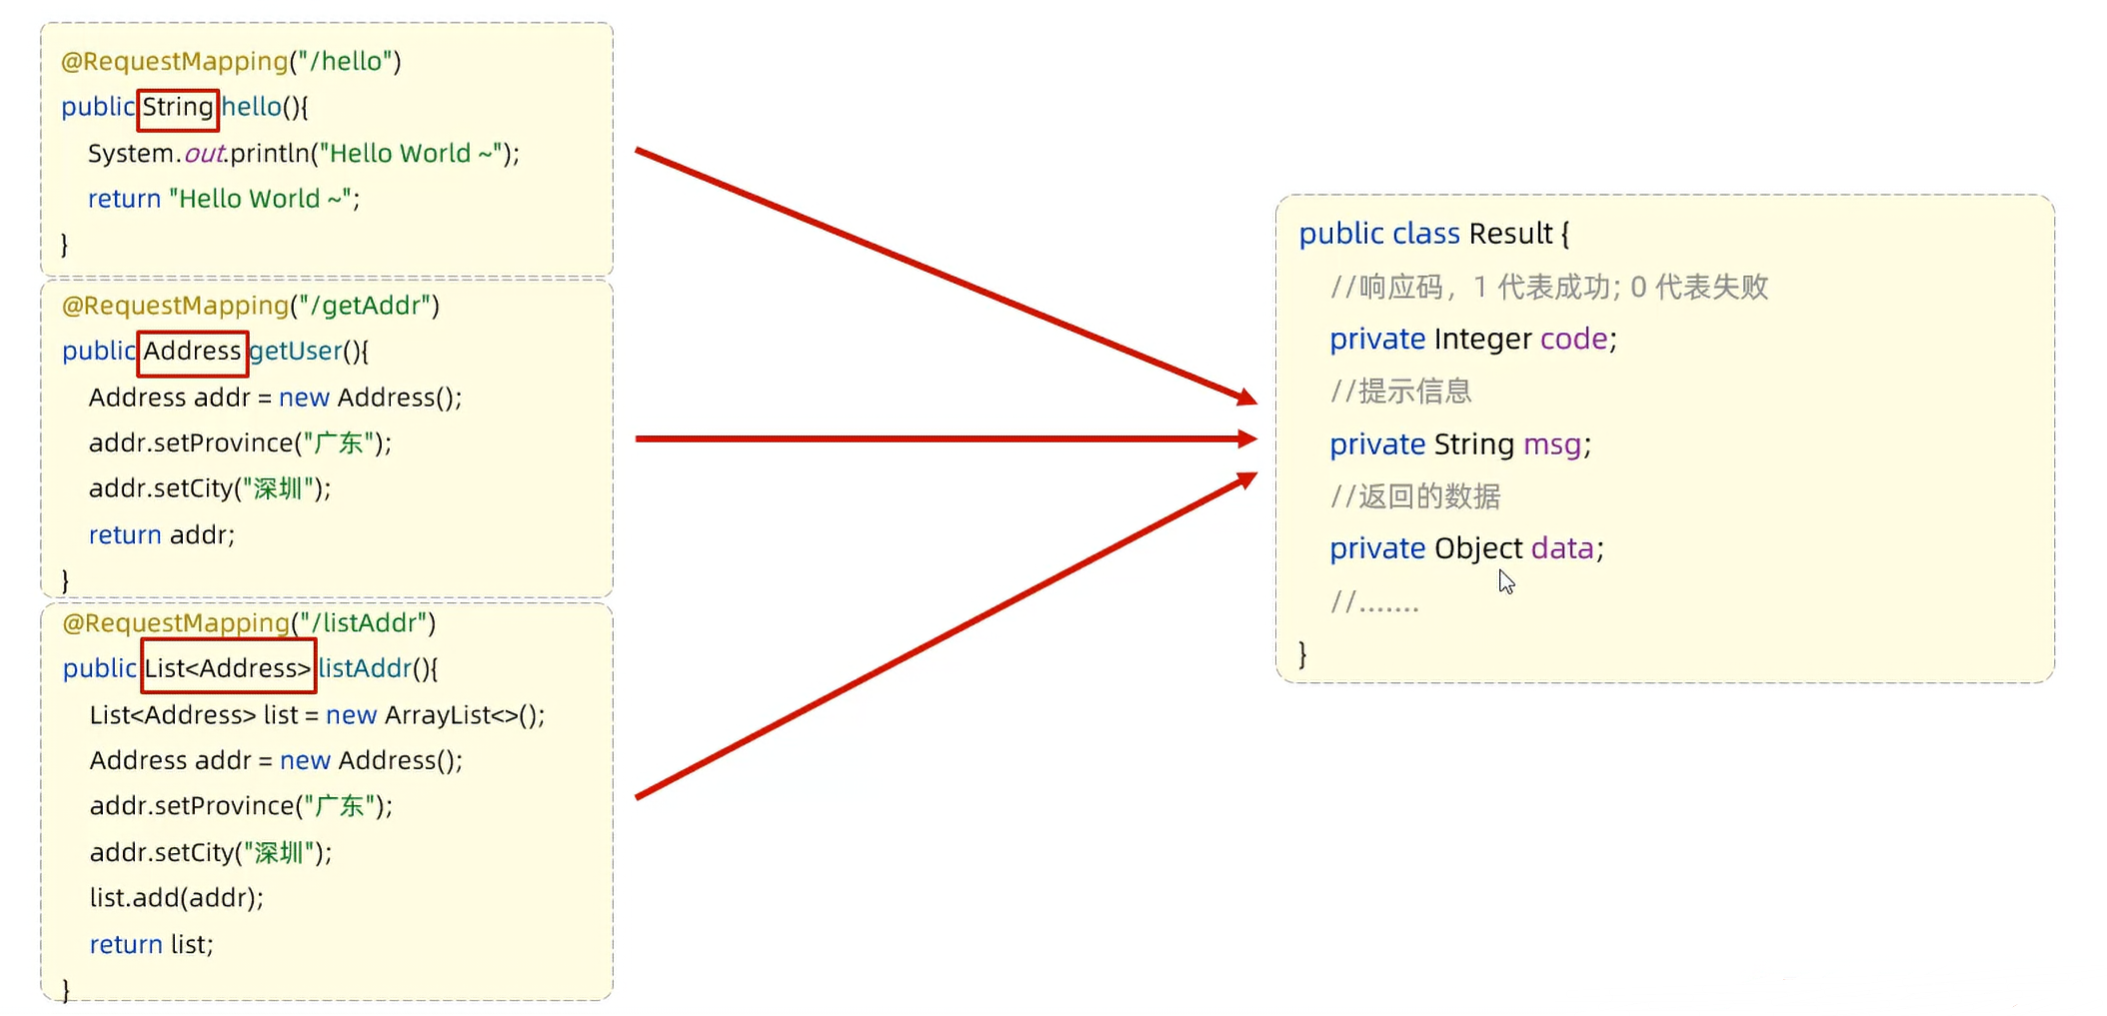 @RequestMapping("/hello")
public String hello(){
System.out.println("Hello World ~");
return "Hello World ~";
}
@RequestMapping("/getAddr")
public Address getUser(){
Address addr = new Address();
addr.setProvince("广东");
addr.setCity("深圳");
return addr;
}
@RequestMapping("/listAddr")
public List<Address> listAddr(){
List<Address> list = new ArrayList<>();
Address addr = new Address();
addr.setProvince("广东");
addr.setCity("深圳");
list.add(addr);
return list;
}
public class Result {
//响应码，1 代表成功; 0 代表失败
private Integer code;
//提示信息
private String msg;
//返回的数据
private Object data;
//.......
}